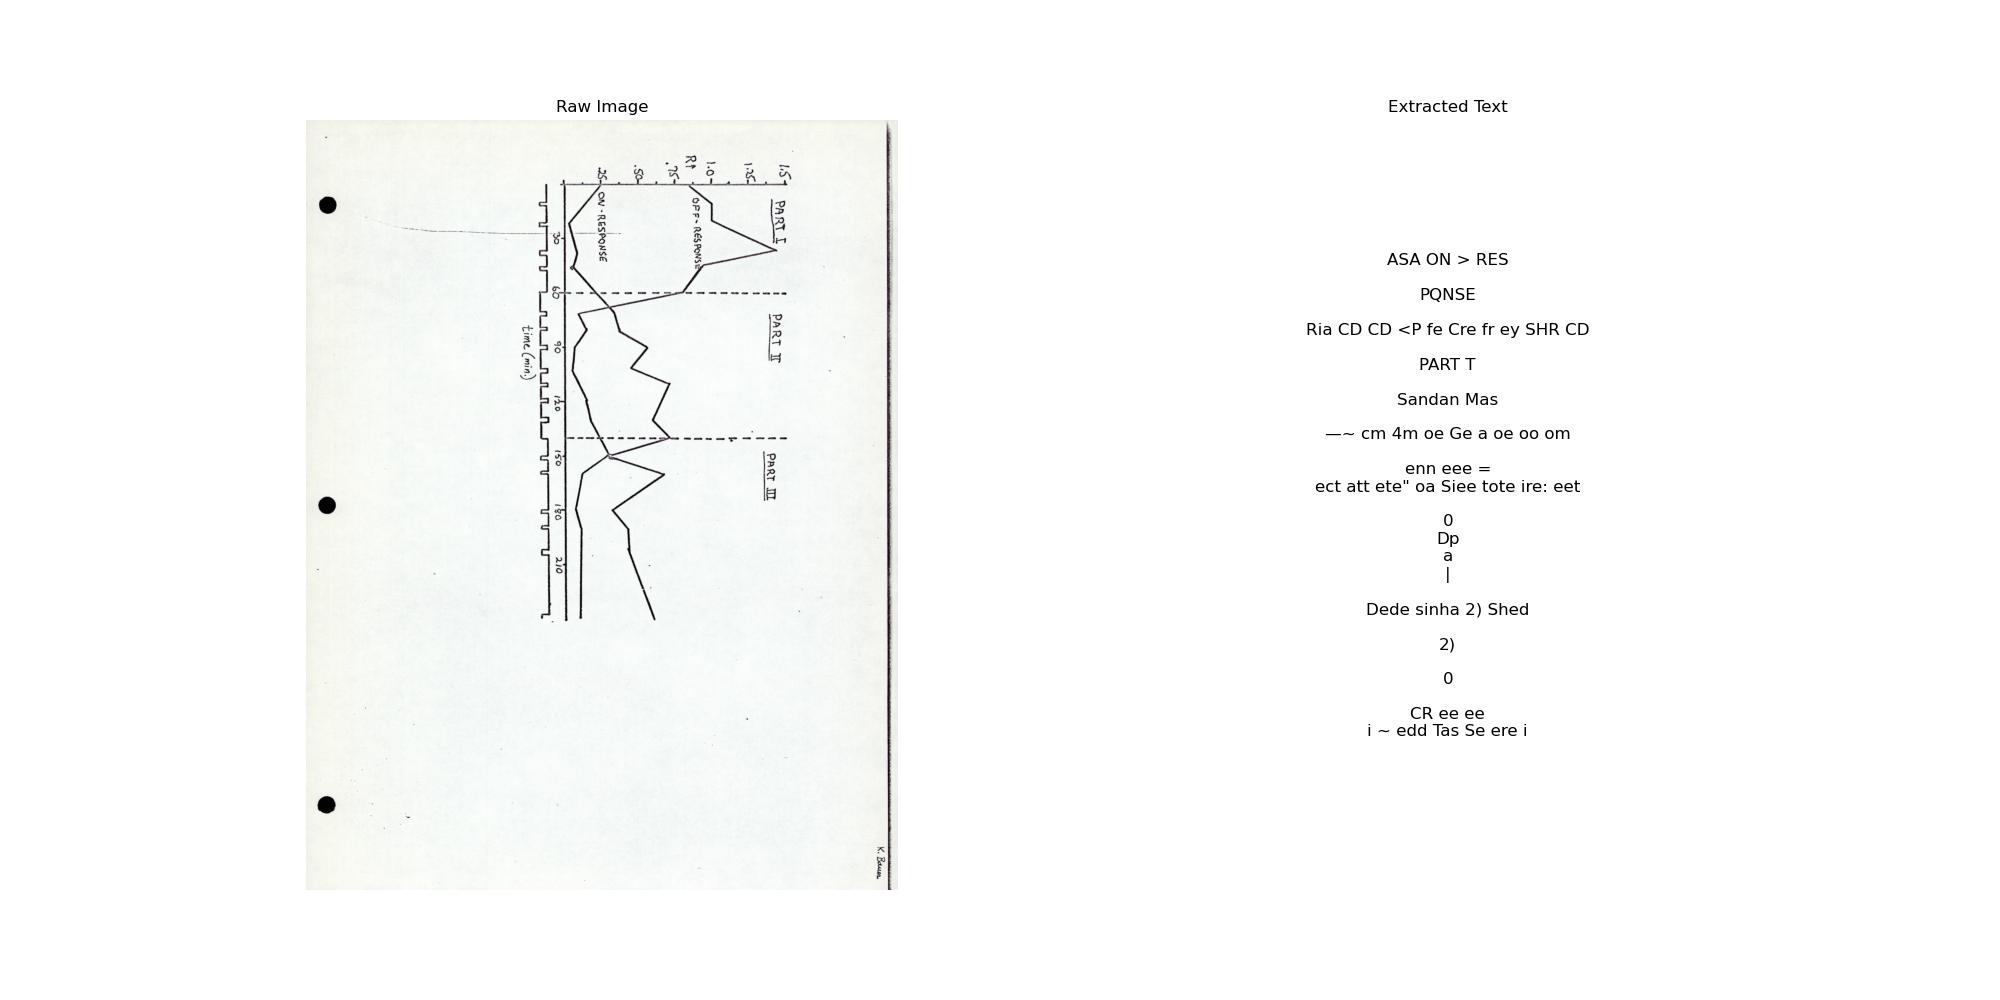 Raw Image
1.5
1.25
1.0
R↑
.75
.50
.25
PART I
PART II
PART III
OFF-RESPONSE
ON-RESPONSE
30
60
90
120
150
180
210
time (min.)
Extracted Text
ASA ON > RES
PQNSE
Ria CD CD <P fe Cre fr ey SHR CD
PART T
Sandan Mas
—~ cm 4m oe Ge a oe oo om
enn eee =
ect att ete" oa Siee tote ire: eet
0
Dp
a
|
Dede sinha 2) Shed
2)
0
CR ee ee
i ~ edd Tas Se ere i